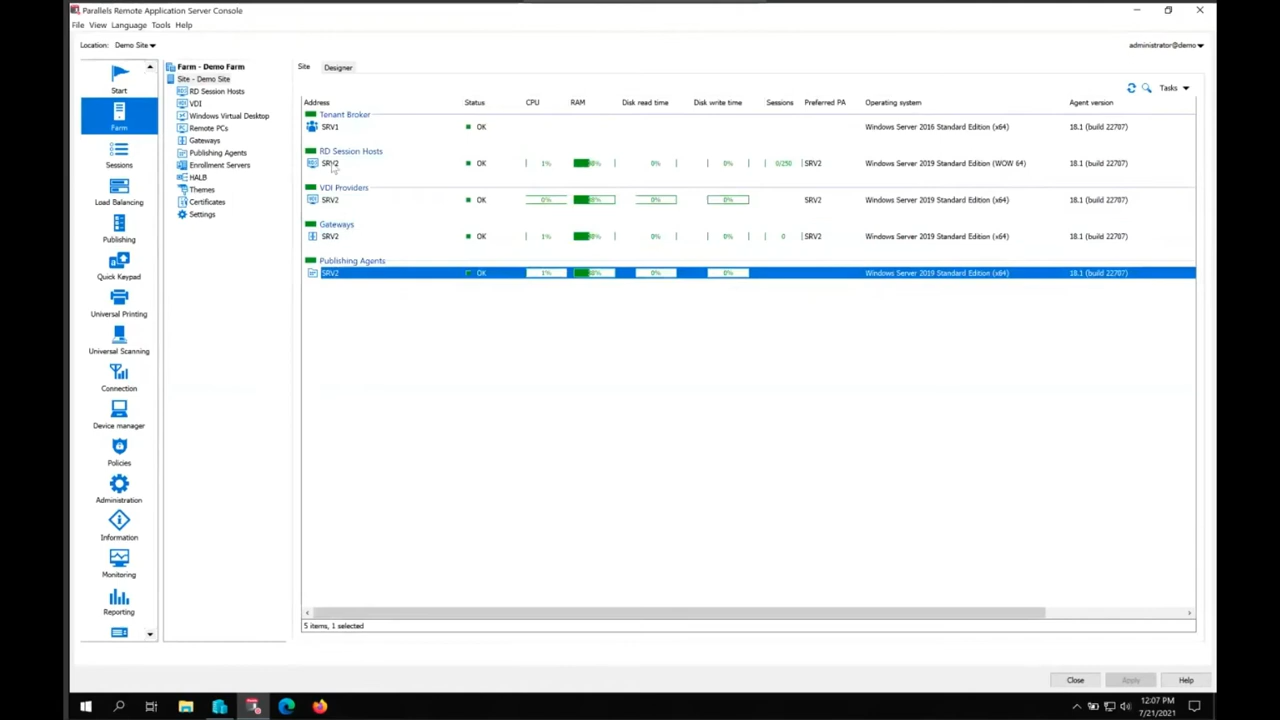 Parallels Remote Application Server Console
File View Language Tools Help
Location: Demo Site administrator@demo
Start
Farm
Sessions
Load Balancing
Publishing
Quick Keypad
Universal Printing
Universal Scanning
Connection
Device manager
Policies
Administration
Information
Monitoring
Reporting
Farm - Demo Farm
Site - Demo Site
RD Session Hosts
VDI
Windows Virtual Desktop
Remote PCs
Gateways
Publishing Agents
Enrollment Servers
HALB
Themes
Certificates
Settings
Site Designer
Tasks
Address Status CPU RAM Disk read time Disk write time Sessions Preferred PA Operating system Agent version
Tenant Broker
SRV1 OK Windows Server 2016 Standard Edition (x64) 18.1 (build 22707)
RD Session Hosts
SRV2 OK 1% 0% 0% 0/250 SRV2 Windows Server 2019 Standard Edition (WOW 64) 18.1 (build 22707)
VDI Providers
SRV2 OK 0% 0% 0% SRV2 Windows Server 2019 Standard Edition (x64) 18.1 (build 22707)
Gateways
SRV2 OK 1% 0% 0% 0 SRV2 Windows Server 2019 Standard Edition (x64) 18.1 (build 22707)
Publishing Agents
SRV2 OK 1% 0% 0% Windows Server 2019 Standard Edition (x64) 18.1 (build 22707)
5 items, 1 selected
Close Apply Help
12:07 PM
7/21/2021